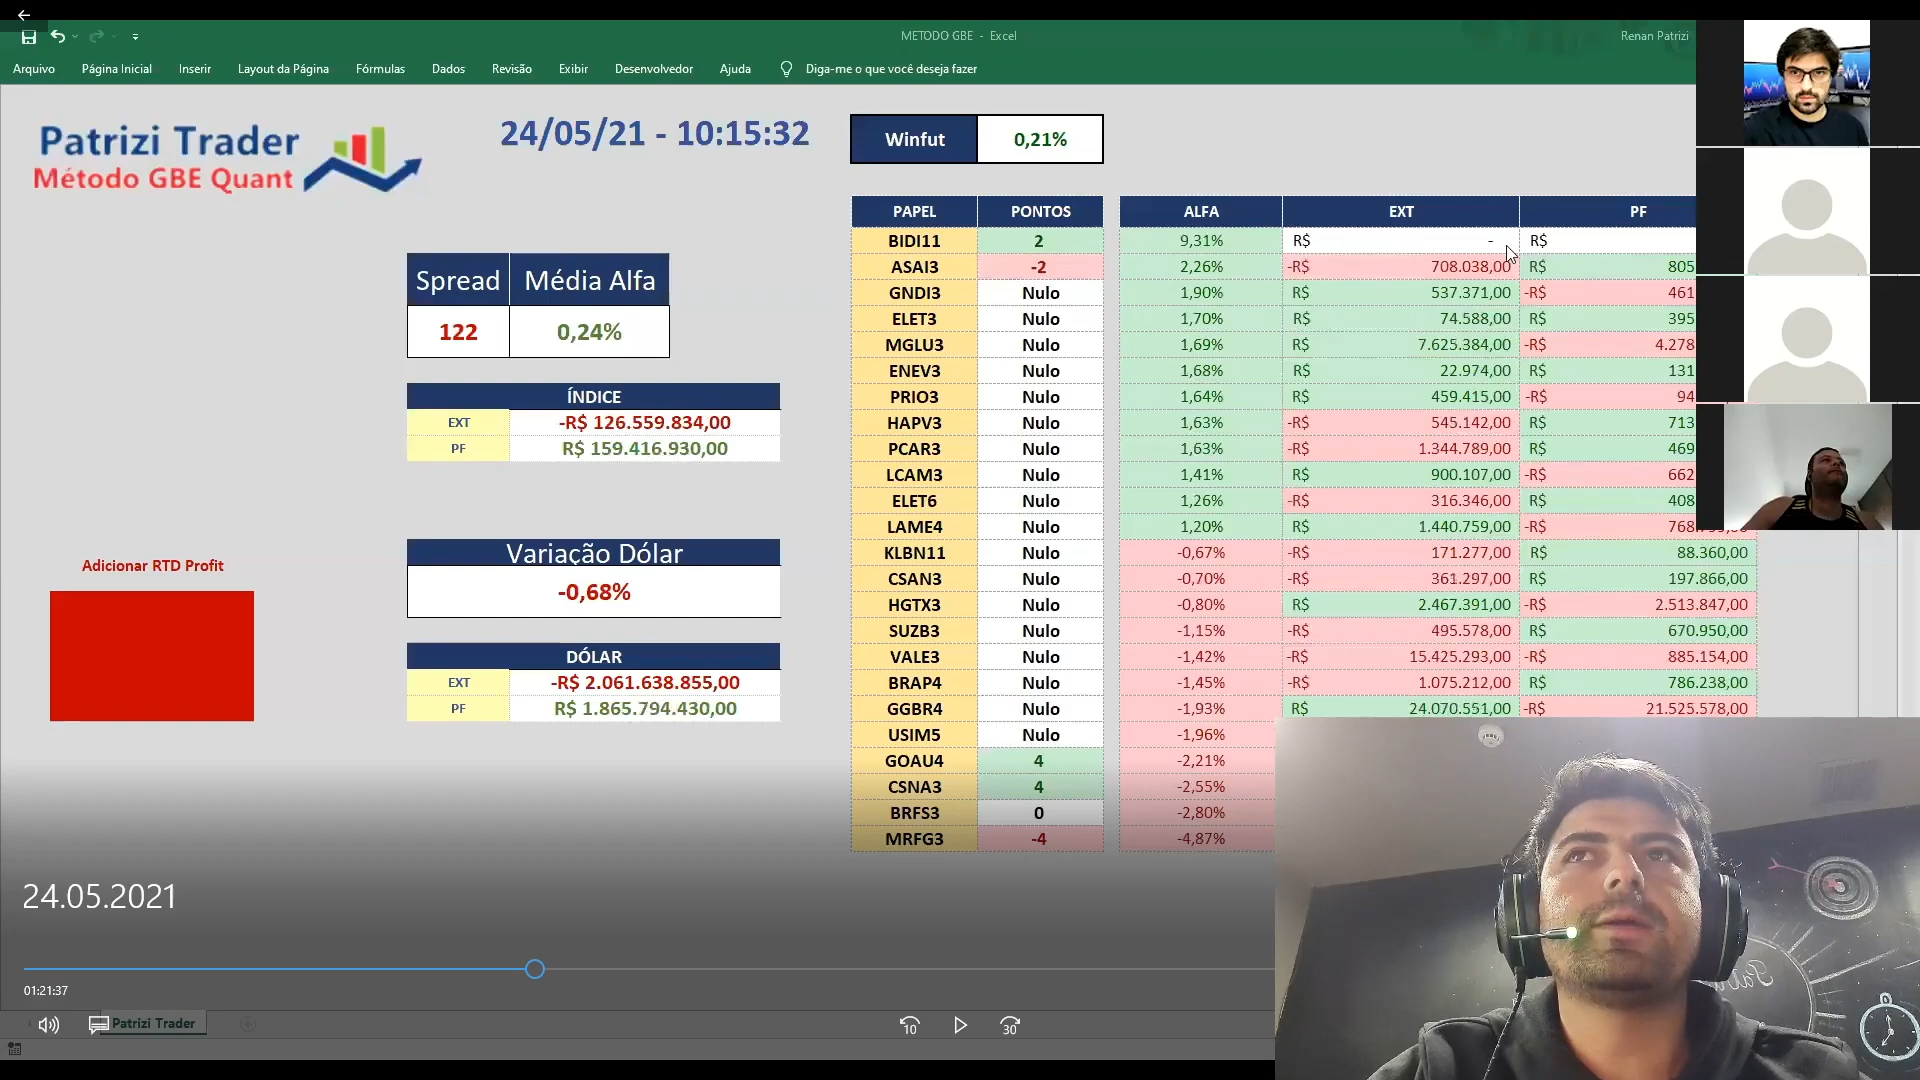 METODO GBE - Excel
Renan Patrizi
Arquivo Página Inicial Inserir Layout da Página Fórmulas Dados Revisão Exibir Desenvolvedor Ajuda Diga-me o que você deseja fazer
Patrizi Trader
Método GBE Quant
24/05/21 - 10:15:32
Winfut 0,21%
Spread Média Alfa
122 0,24%
ÍNDICE
EXT -R$ 126.559.834,00
PF R$ 159.416.930,00
Adicionar RTD Profit
Variação Dólar
-0,68%
DÓLAR
EXT -R$ 2.061.638.855,00
PF R$ 1.865.794.430,00
PAPEL PONTOS ALFA EXT PF
BIDI11 2 9,31% R$ - R$
ASAI3 -2 2,26% -R$ 708.038,00 R$ 805
GNDI3 Nulo 1,90% R$ 537.371,00 -R$ 461
ELET3 Nulo 1,70% R$ 74.588,00 R$ 395
MGLU3 Nulo 1,69% R$ 7.625.384,00 -R$ 4.278
ENEV3 Nulo 1,68% R$ 22.974,00 R$ 131
PRIO3 Nulo 1,64% R$ 459.415,00 -R$ 94
HAPV3 Nulo 1,63% -R$ 545.142,00 R$ 713
PCAR3 Nulo 1,63% -R$ 1.344.789,00 R$ 469
LCAM3 Nulo 1,41% R$ 900.107,00 -R$ 662
ELET6 Nulo 1,26% -R$ 316.346,00 R$ 408
LAME4 Nulo 1,20% R$ 1.440.759,00 -R$
KLBN11 Nulo -0,67% -R$ 171.277,00 R$ 88.360,00
CSAN3 Nulo -0,70% -R$ 361.297,00 R$ 197.866,00
HGTX3 Nulo -0,80% R$ 2.467.391,00 -R$ 2.513.847,00
SUZB3 Nulo -1,15% -R$ 495.578,00 R$ 670.950,00
VALE3 Nulo -1,42% -R$ 15.425.293,00 -R$ 885.154,00
BRAP4 Nulo -1,45% -R$ 1.075.212,00 R$ 786.238,00
GGBR4 Nulo -1,93% R$ 24.070.551,00 -R$ 21.525.578,00
USIM5 Nulo -1,96%
GOAU4 4 -2,21%
CSNA3 4 -2,55%
BRFS3 0 -2,80%
MRFG3 -4 -4,87%
24.05.2021
01:21:37
Patrizi Trader
10
30